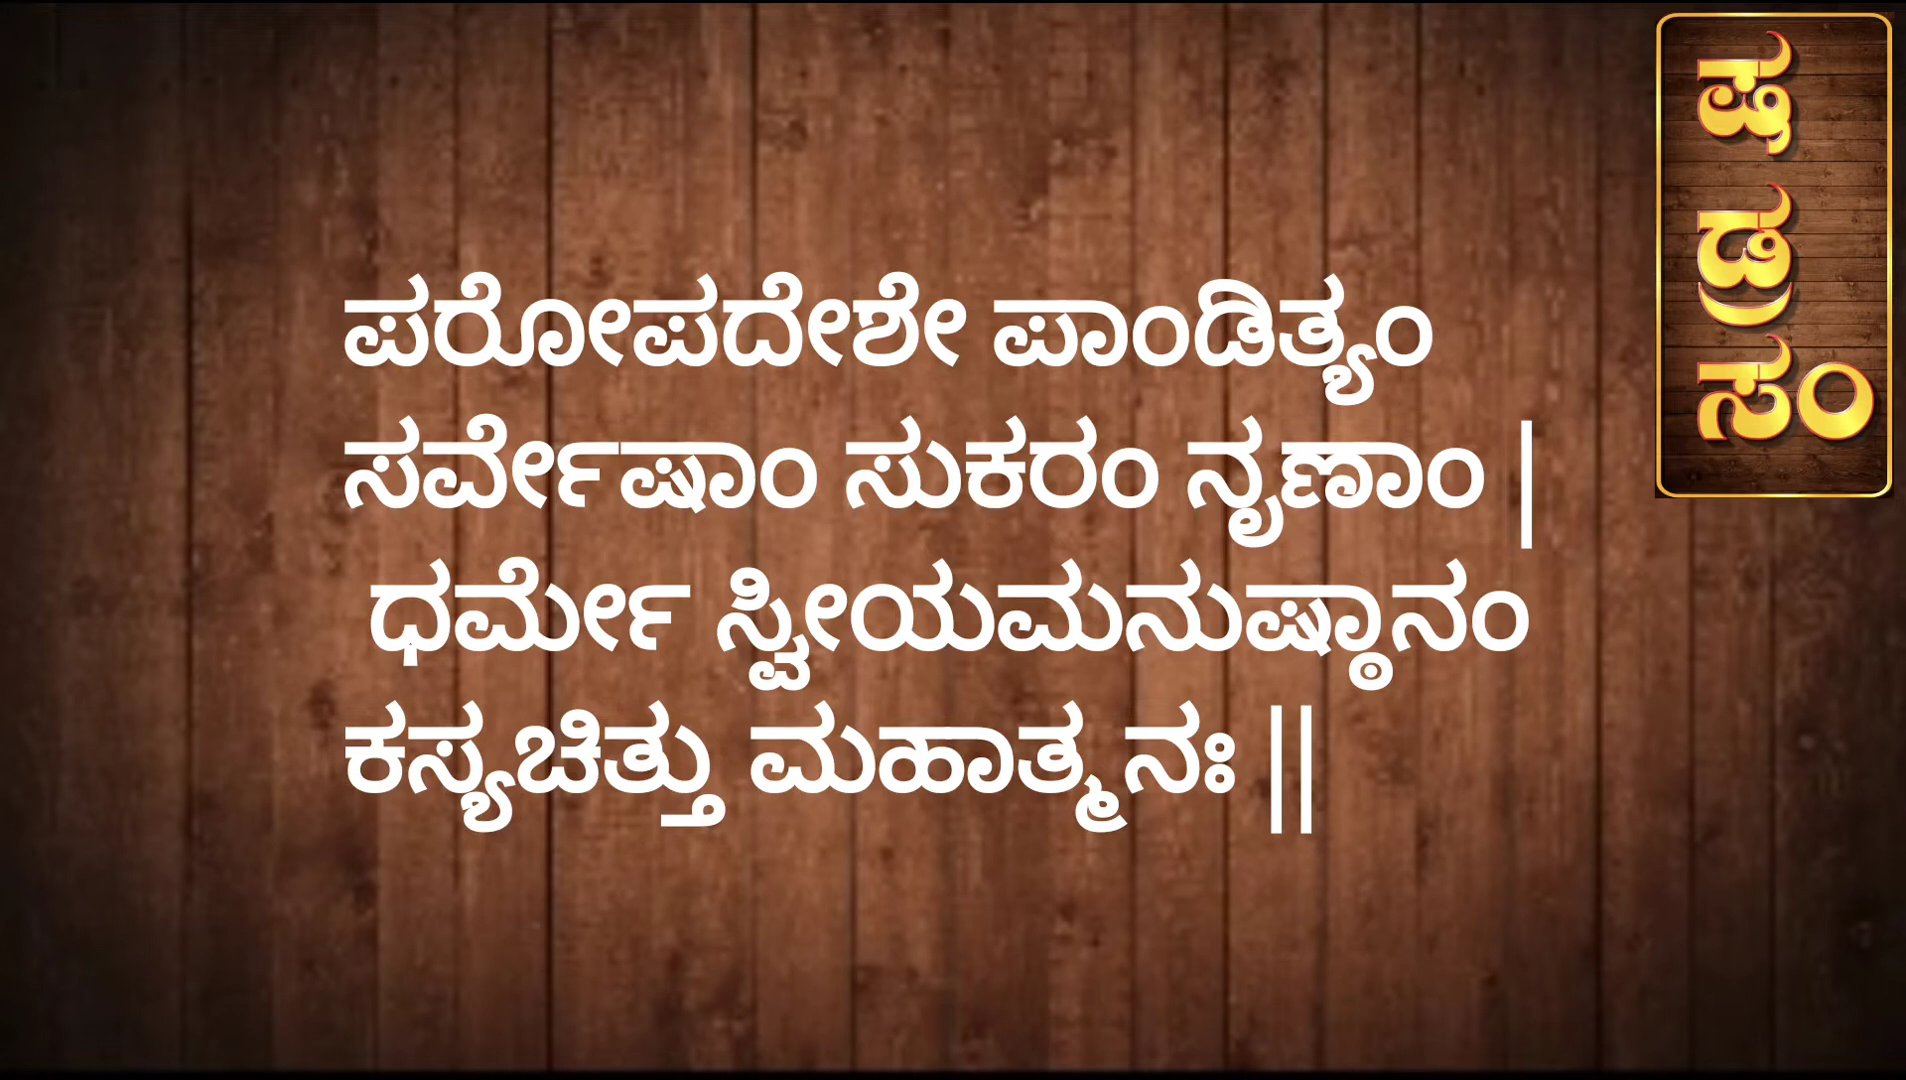 ಪರೋಪದೇಶೇ ಪಾಂಡಿತ್ಯಂ
ಸರ್ವೇಷಾಂ ಸುಕರಂ ನೃಣಾಂ |
ಧರ್ಮೇ ಸ್ವೀಯಮನುಷ್ಠಾನಂ
ಕಸ್ಯಚಿತ್ತು ಮಹಾತ್ಮನಃ ||
ಷ
ಡ್ರ
ಸಂ